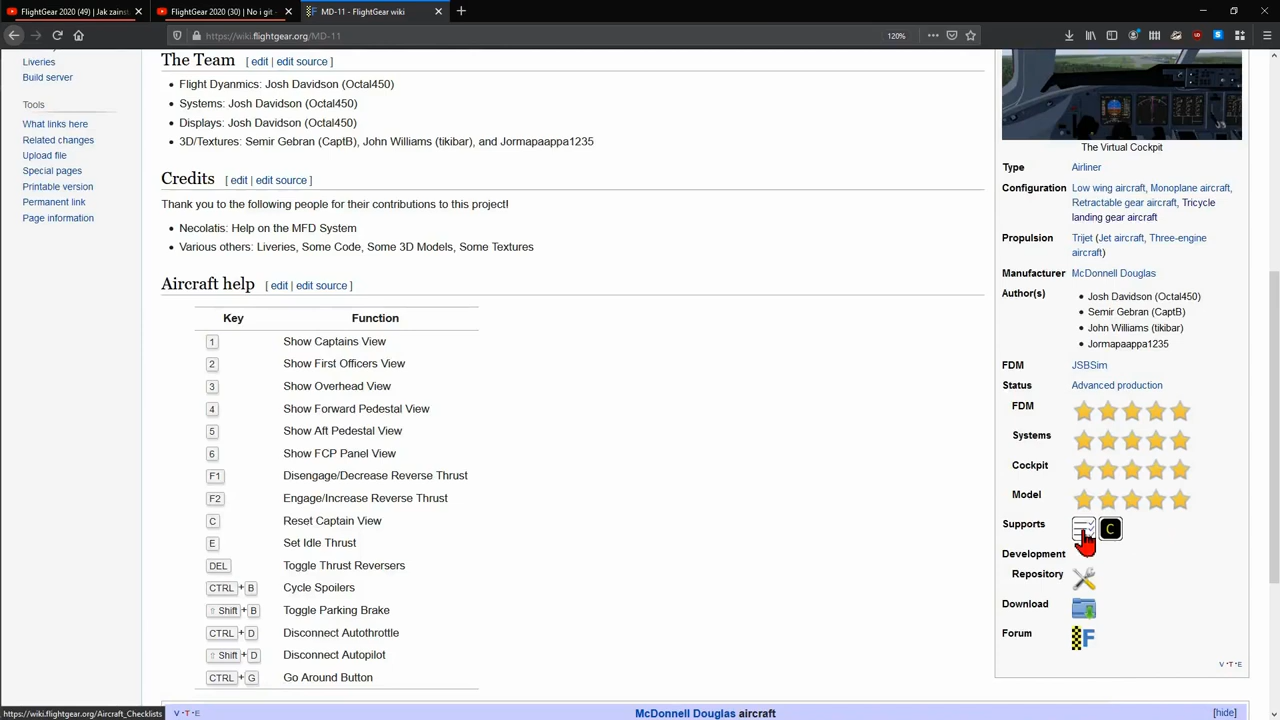 FlightGear 2020 (49) | Jak zains
FlightGear 2020 (30) | No i git -
MD-11 - FlightGear wiki
https://wiki.flightgear.org/MD-11
120%
Liveries
Build server
Tools
What links here
Related changes
Upload file
Special pages
Printable version
Permanent link
Page information
The Team [ edit | edit source ]
Flight Dyanmics: Josh Davidson (Octal450)
Systems: Josh Davidson (Octal450)
Displays: Josh Davidson (Octal450)
3D/Textures: Semir Gebran (CaptB), John Williams (tikibar), and Jormapaappa1235
Credits [ edit | edit source ]
Thank you to the following people for their contributions to this project!
Necolatis: Help on the MFD System
Various others: Liveries, Some Code, Some 3D Models, Some Textures
Aircraft help [ edit | edit source ]
Key Function
1 Show Captains View
2 Show First Officers View
3 Show Overhead View
4 Show Forward Pedestal View
5 Show Aft Pedestal View
6 Show FCP Panel View
F1 Disengage/Decrease Reverse Thrust
F2 Engage/Increase Reverse Thrust
C Reset Captain View
E Set Idle Thrust
DEL Toggle Thrust Reversers
CTRL + B Cycle Spoilers
⇧ Shift + B Toggle Parking Brake
CTRL + D Disconnect Autothrottle
⇧ Shift + D Disconnect Autopilot
CTRL + G Go Around Button
The Virtual Cockpit
Type Airliner
Configuration Low wing aircraft, Monoplane aircraft,
Retractable gear aircraft, Tricycle
landing gear aircraft
Propulsion Trijet (Jet aircraft, Three-engine
aircraft)
Manufacturer McDonnell Douglas
Author(s)
Josh Davidson (Octal450)
Semir Gebran (CaptB)
John Williams (tikibar)
Jormapaappa1235
FDM JSBSim
Status Advanced production
FDM
Systems
Cockpit
Model
Supports C
Development
Repository
Download
Forum F
V · T · E
V · T · E McDonnell Douglas aircraft [hide]
https://wiki.flightgear.org/Aircraft_Checklists